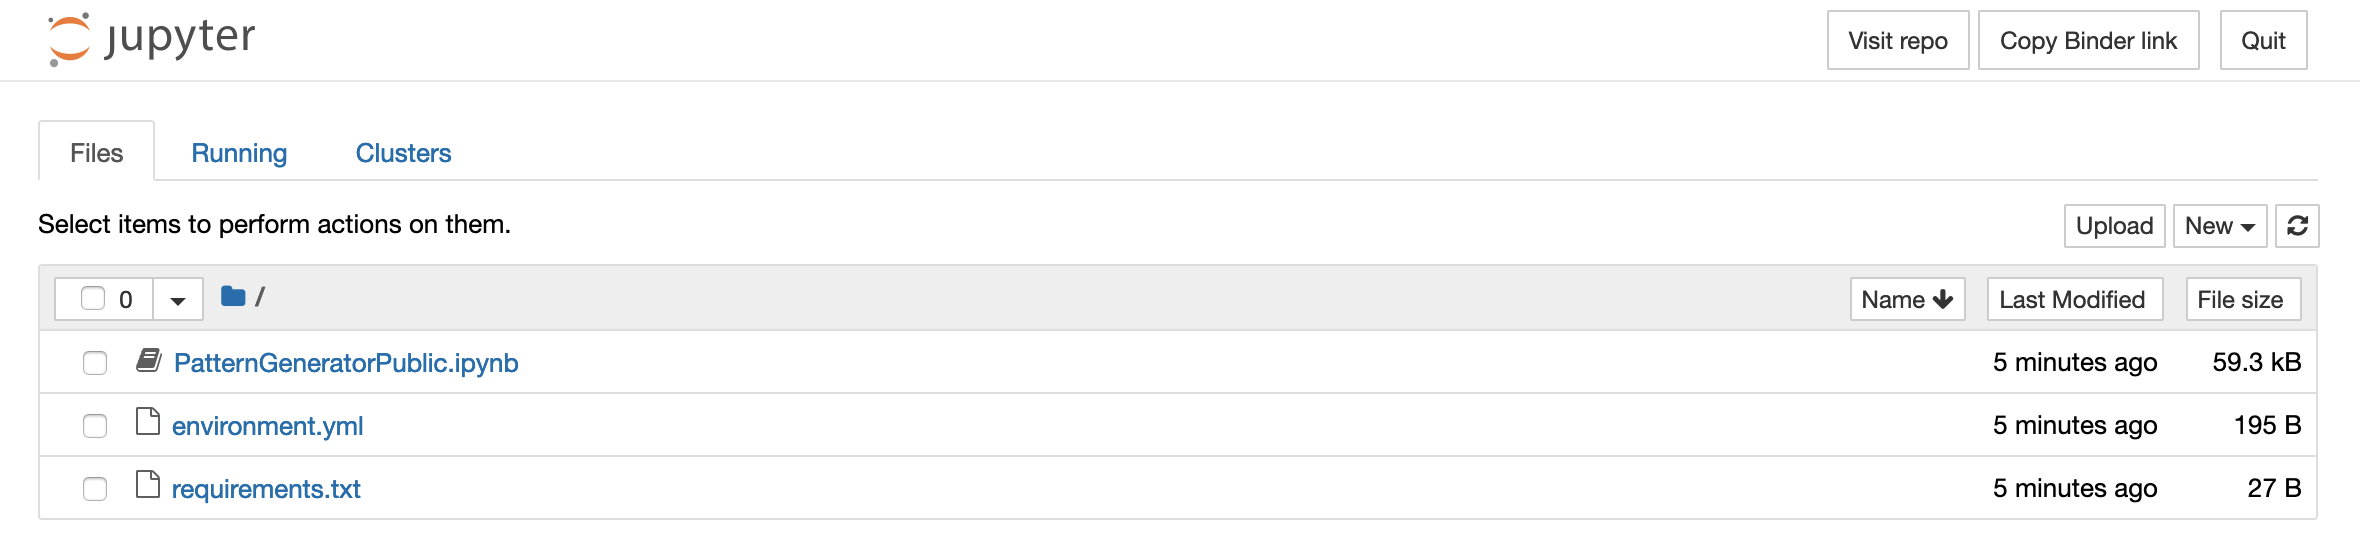 jupyter Visit repo Copy Binder link Quit
Files Running Clusters
Select items to perform actions on them. Upload New
0 / Name Last Modified File size
PatternGeneratorPublic.ipynb 5 minutes ago 59.3 kB
environment.yml 5 minutes ago 195 B
requirements.txt 5 minutes ago 27 B